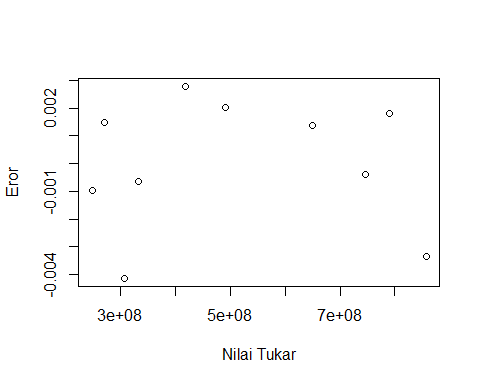 Eror
0.002
-0.001
-0.004
3e+08
5e+08
7e+08
Nilai Tukar